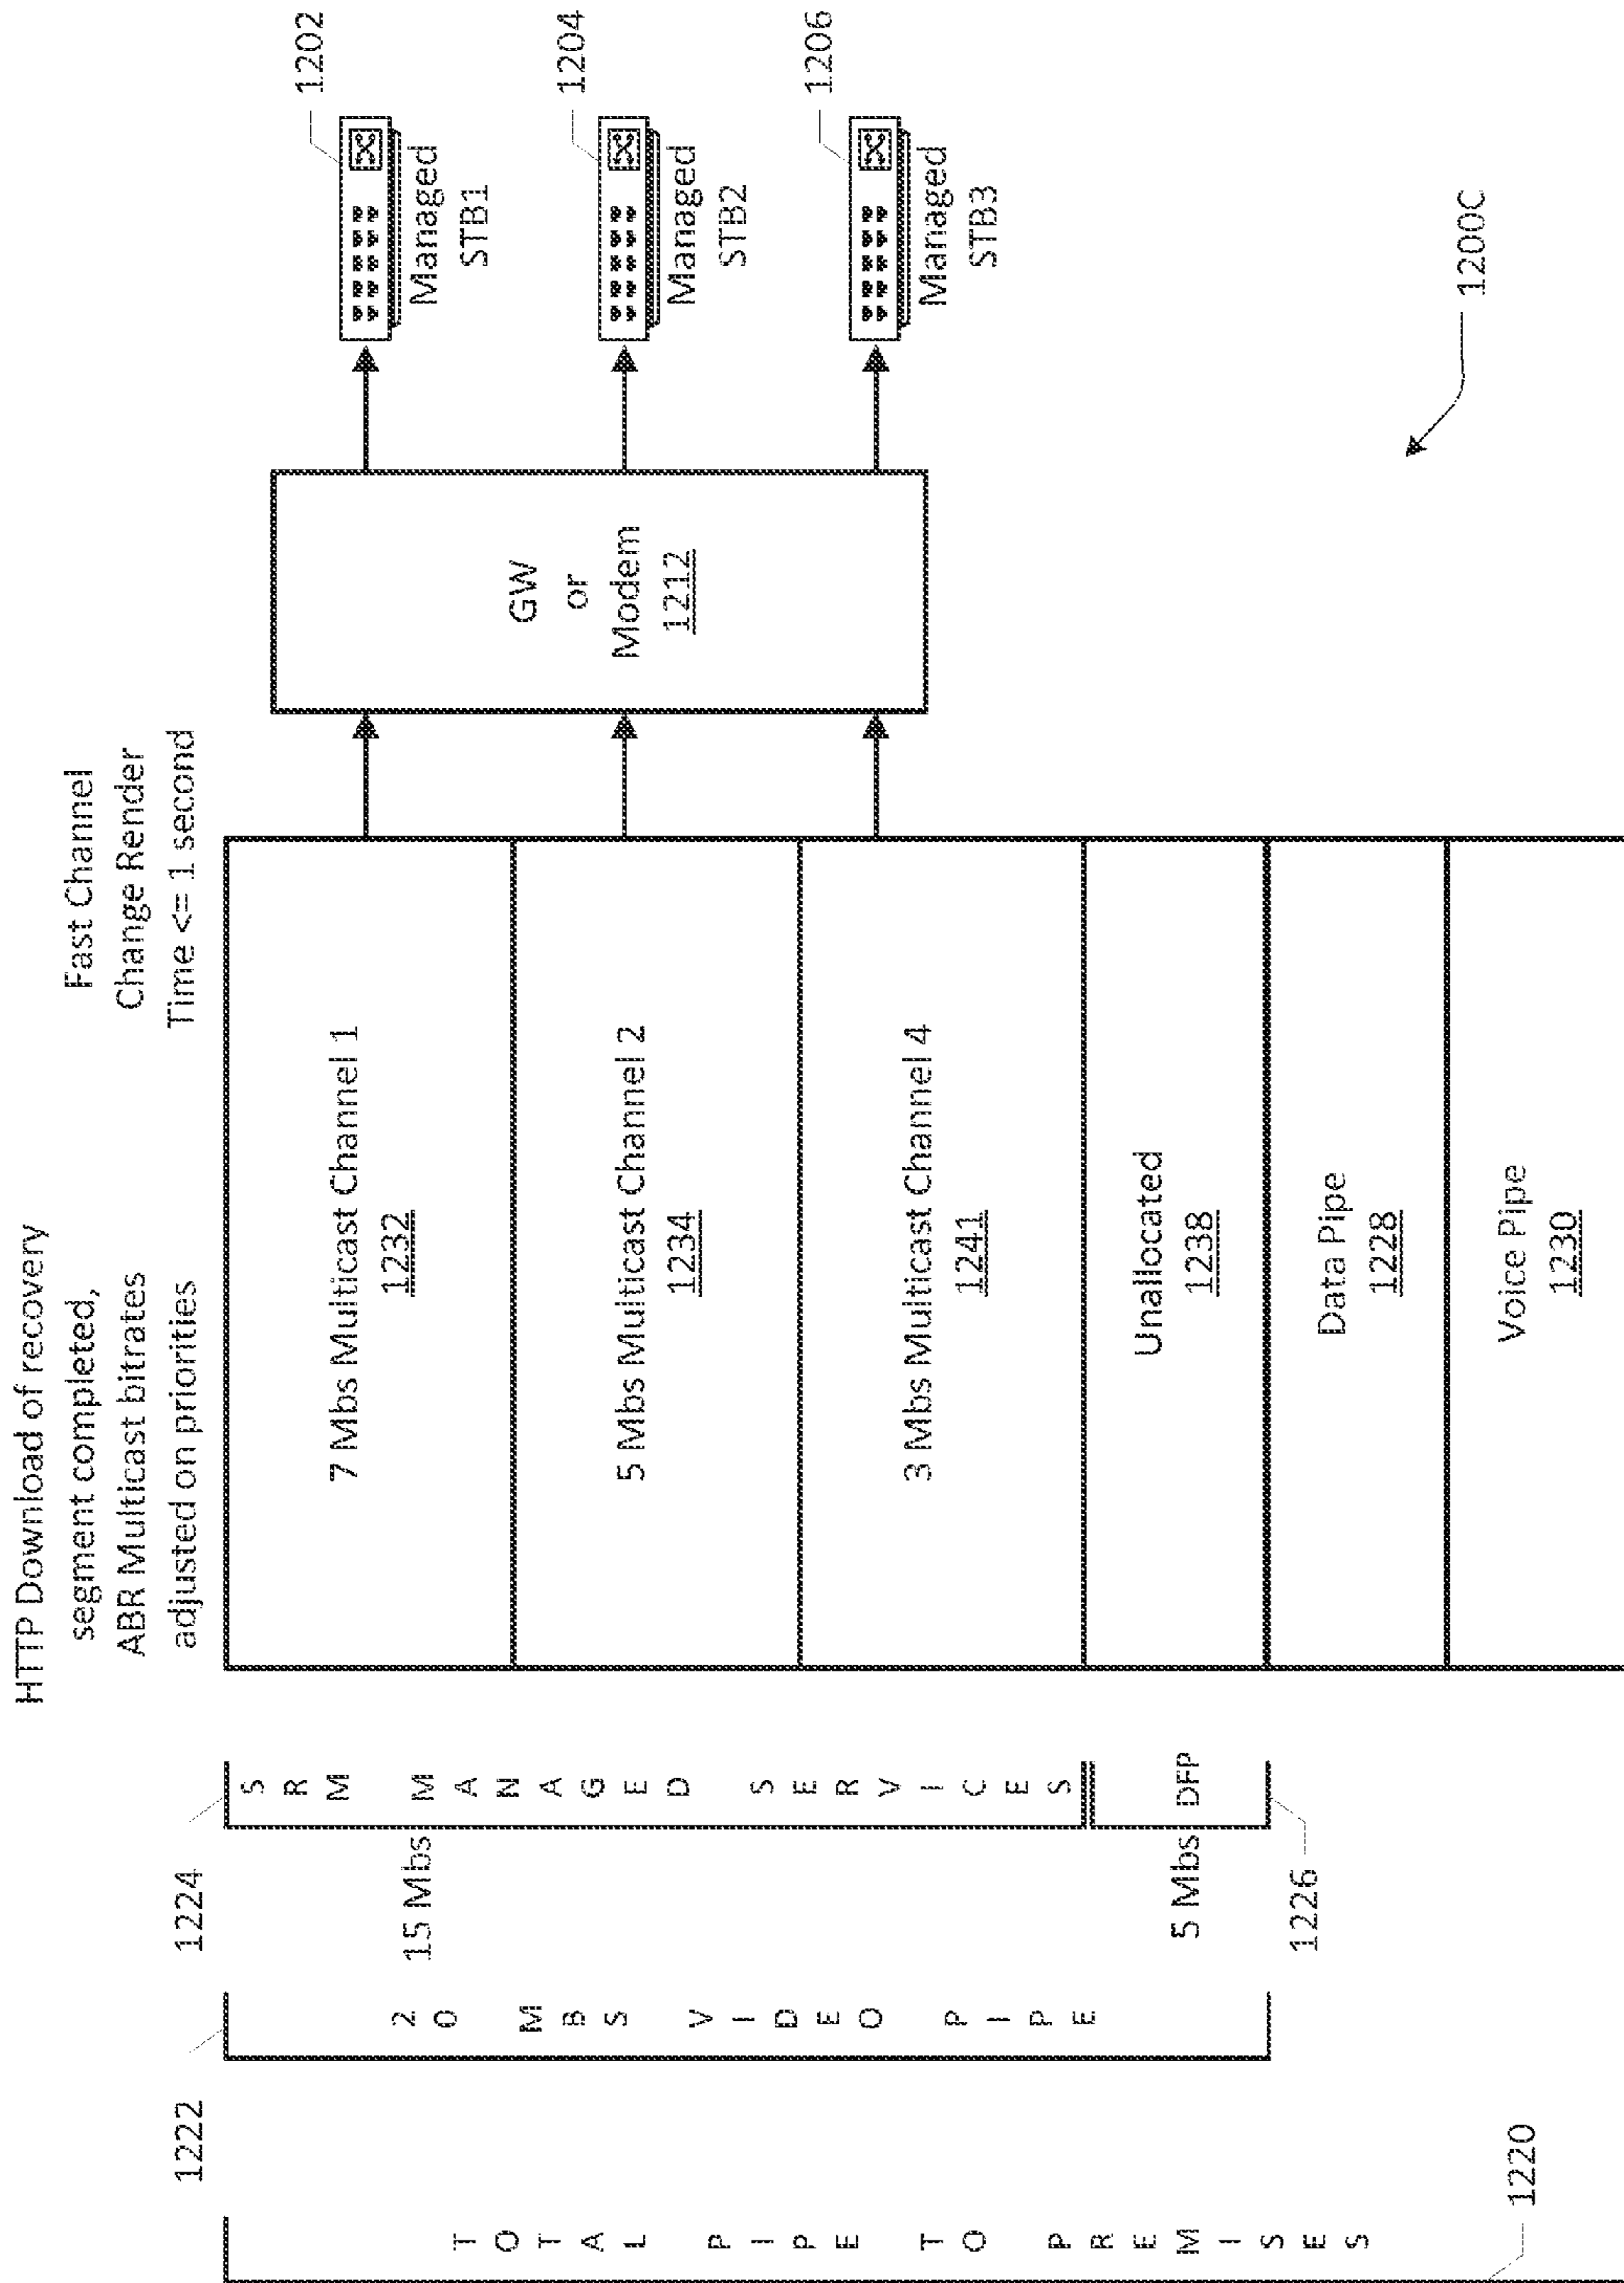 HTTP Download of recovery
segment completed,
ABR Multicast bitrates
adjusted on priorities
Fast Channel
Change Render
Time <= 1 second
1220
TOTAL PIPE TO PREMISES
1222
20 MBS VIDEO PIPE
1224
SRM MANAGED SERVICES
15 Mbs
5 Mbs
DFP
1226
7 Mbs Multicast Channel 1
1232
5 Mbs Multicast Channel 2
1234
3 Mbs Multicast Channel 4
1241
Unallocated
1238
Data Pipe
1228
Voice Pipe
1230
GW
or
Modem
1212
1202
Managed
STB1
1204
Managed
STB2
1206
Managed
STB3
1200C